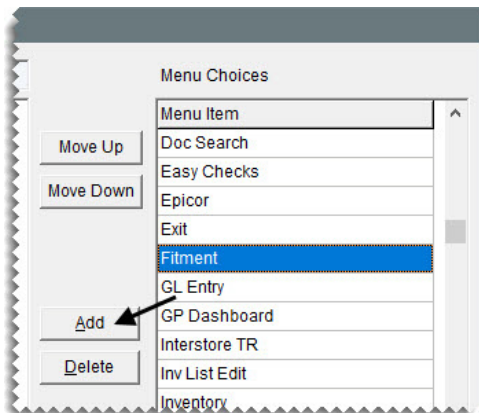 Menu Choices
Menu Item
Move Up
Doc Search
Easy Checks
Move Down
Epicor
Exit
Fitment
GL Entry
Add
GP Dashboard
Interstore TR
Delete
Inv List Edit
Inventory